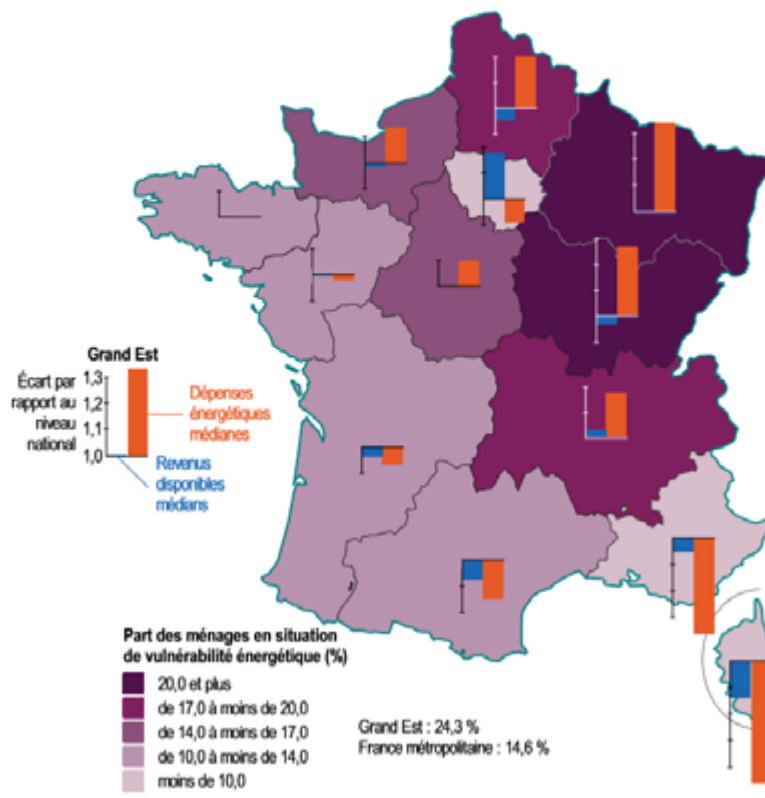 Grand Est
Écart par
rapport au
niveau
national
1,3
1,2
1,1
1,0
Dépenses
énergétiques
médianes
Revenus
disponibles
médians
Part des ménages en situation
de vulnérabilité énergétique (%)
20,0 et plus
de 17,0 à moins de 20,0
de 14,0 à moins de 17,0
de 10,0 à moins de 14,0
moins de 10,0
Grand Est : 24,3 %
France métropolitaine : 14,6 %